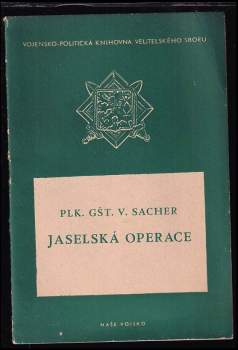 VOJENSKO-POLITICKÁ KNIHOVNA VELITELSKÉHO SBORU
PLK. GŠT. V. SACHER
JASELSKÁ OPERACE
NAŠE VOJSKO